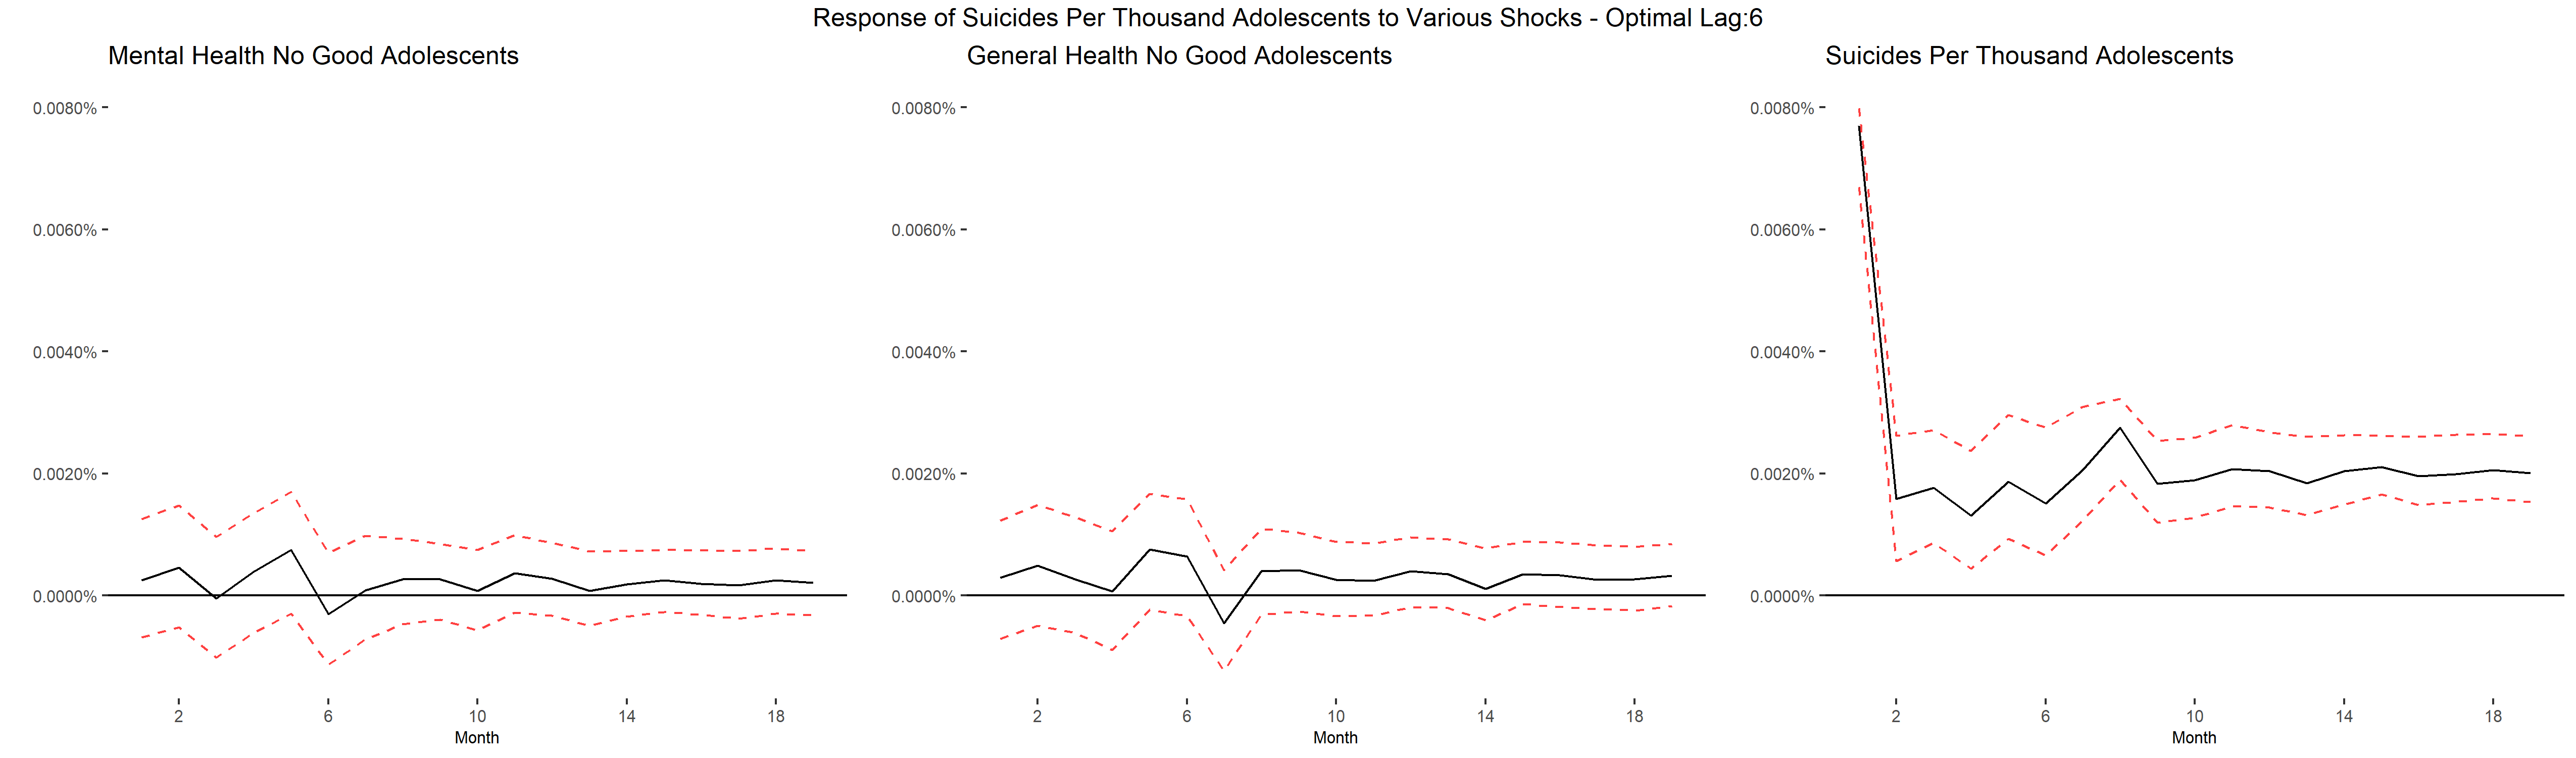 Response of Suicides Per Thousand Adolescents to Various Shocks - Optimal Lag:6
Mental Health No Good Adolescents
0.0080%
0.0060%
0.0040%
0.0020%
0.0000%
2 6 10 14 18
Month
General Health No Good Adolescents
0.0080%
0.0060%
0.0040%
0.0020%
0.0000%
2 6 10 14 18
Month
Suicides Per Thousand Adolescents
0.0080%
0.0060%
0.0040%
0.0020%
0.0000%
2 6 10 14 18
Month